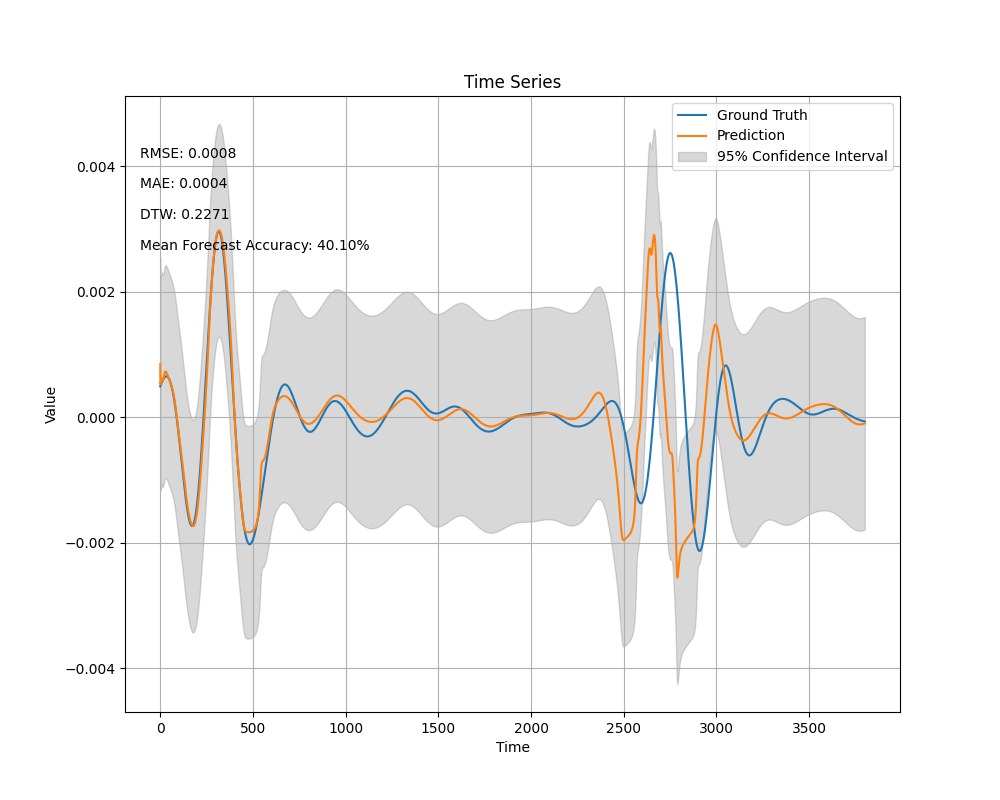 Time Series
Ground Truth
Prediction
95% Confidence Interval
RMSE: 0.0008
MAE: 0.0004
DTW: 0.2271
Mean Forecast Accuracy: 40.10%
0.004
0.002
0.000
−0.002
−0.004
Value
0 500 1000 1500 2000 2500 3000 3500
Time